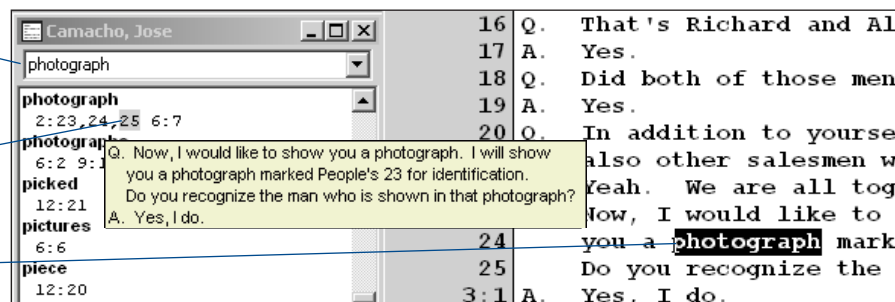 Camacho, Jose
photograph
photograph
2:23,24,25 6:7
photographs
6:2 9:1
picked
12:21
pictures
6:6
piece
12:20
Q. Now, I would like to show you a photograph. I will show
you a photograph marked People's 23 for identification.
Do you recognize the man who is shown in that photograph?
A. Yes, I do.
16 Q. That's Richard and Al
17 A. Yes.
18 Q. Did both of those men
19 A. Yes.
20 Q. In addition to yourse
also other salesmen w
Yeah. We are all tog
Now, I would like to
24 you a photograph mark
25 Do you recognize the
3:1 A. Yes, I do.